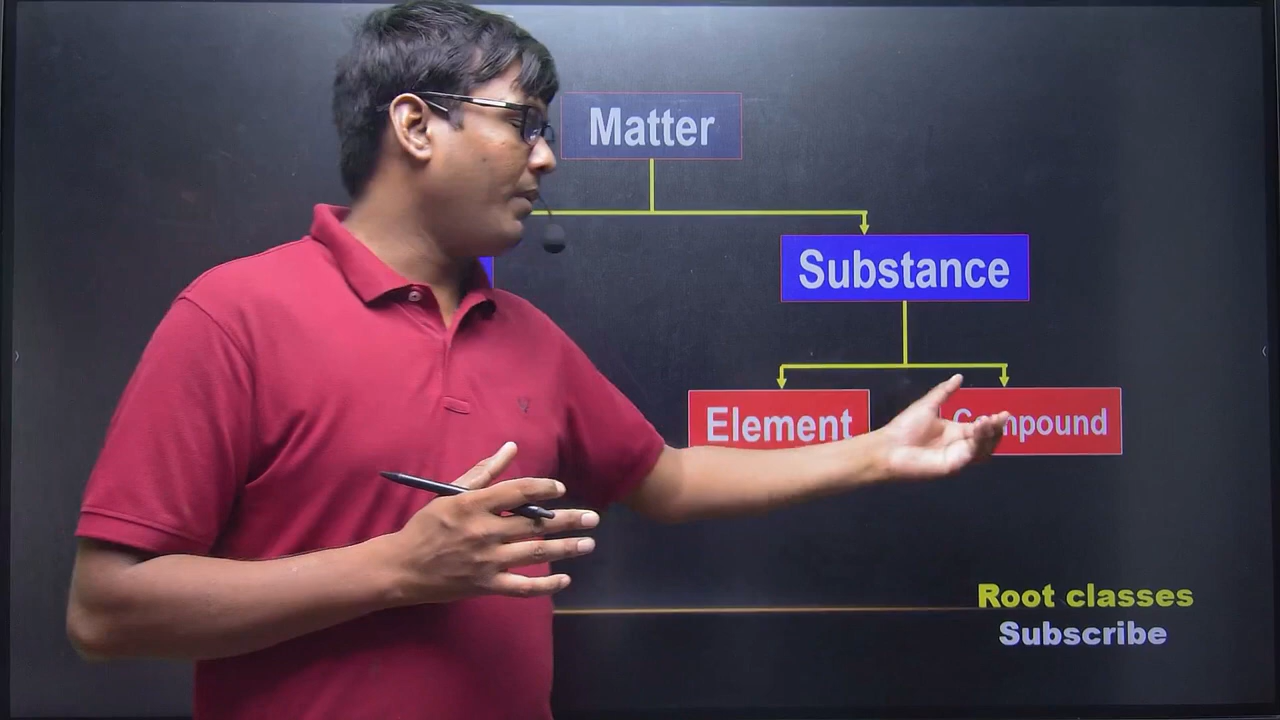 Matter
Substance
Element
Compound
Root classes
Subscribe